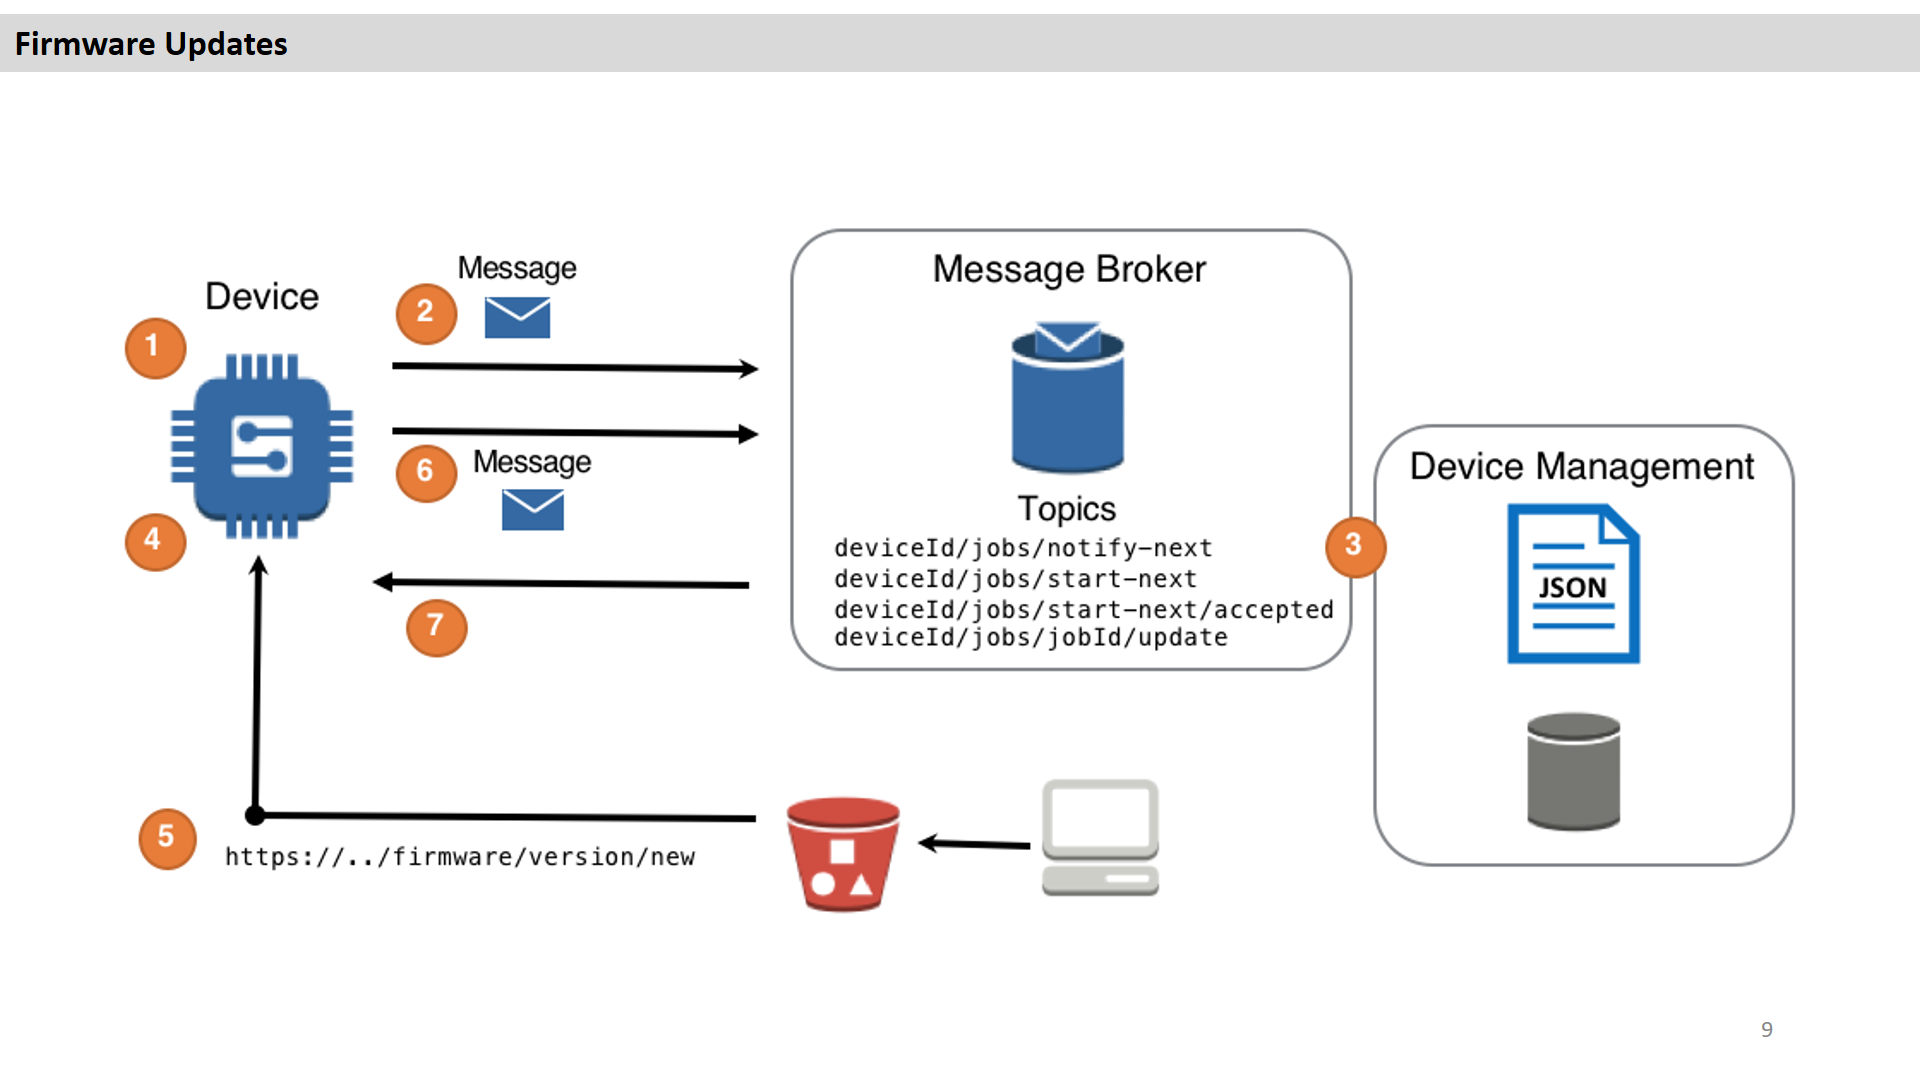 Firmware Updates
Device
1
4
2
Message
6
Message
7
5
https://../firmware/version/new
Message Broker
Topics
deviceId/jobs/notify-next
deviceId/jobs/start-next
deviceId/jobs/start-next/accepted
deviceId/jobs/jobId/update
3
Device Management
JSON
9